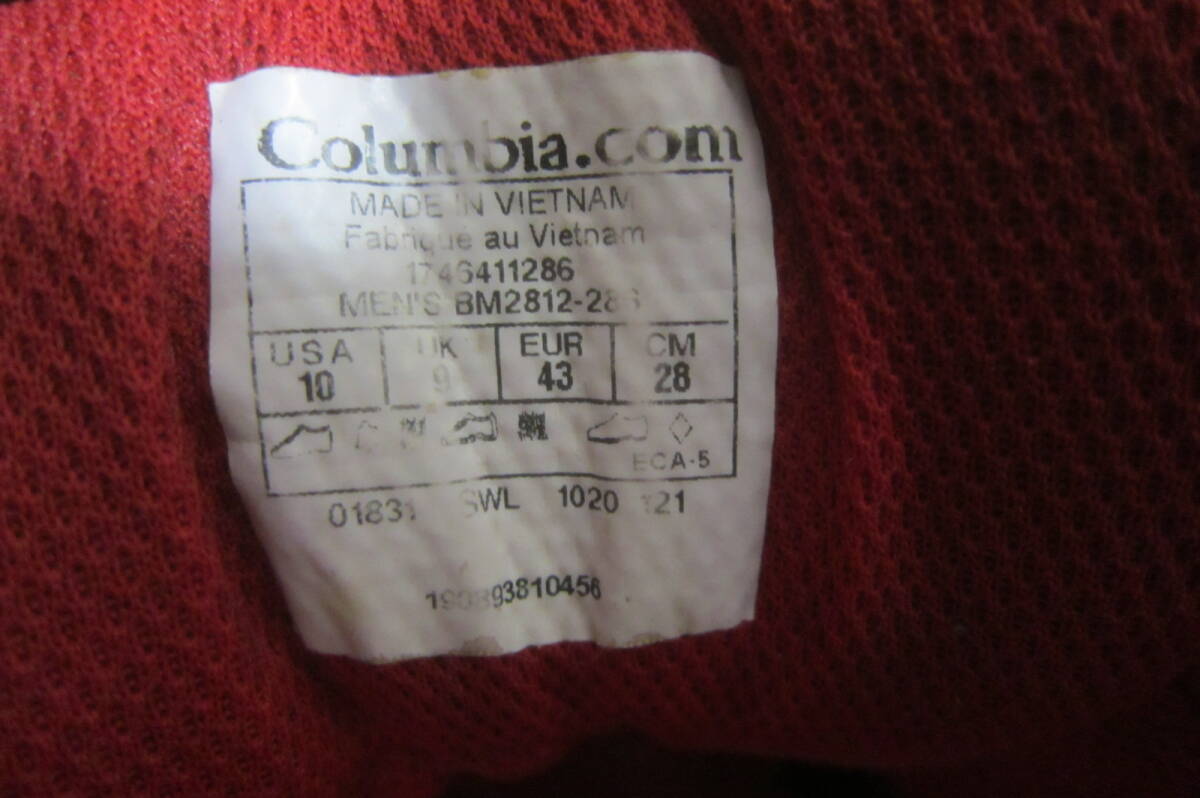 Columbia.com
MADE IN VIETNAM
Fabriqué au Vietnam
1746411286
MEN'S BM2812-286
USA UK EUR CM
10 9 43 28
ECA-5
01831 SWL 1020 121